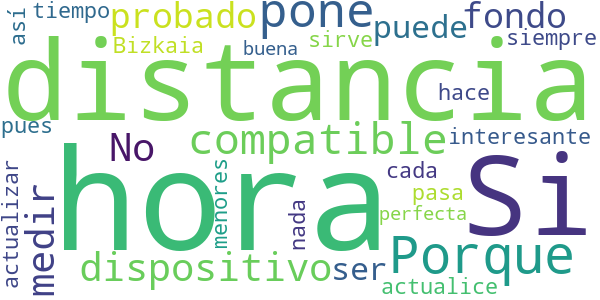 así tiempo probado pone fondo
Bizkaia buena sirve puede siempre
distancia
hace
pues No compatible interesante
hora Si
actualizar medir menores nada cada pasa
perfecta
dispositivo ser Porque
actualice